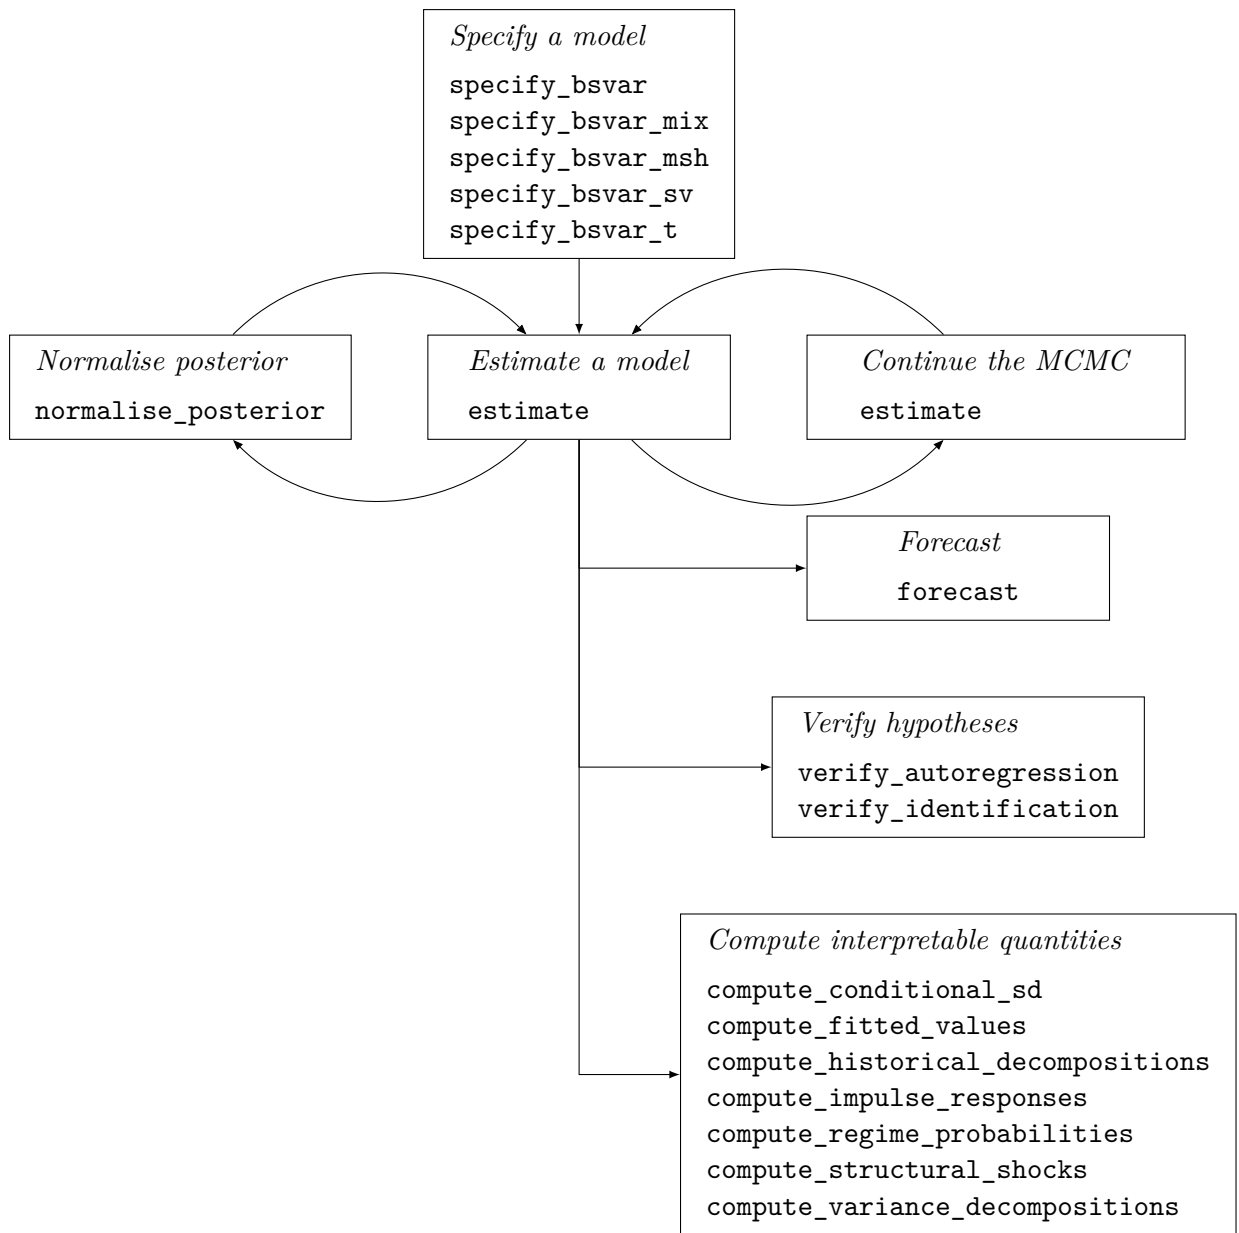 Specify a model
specify_bsvar
specify_bsvar_mix
specify_bsvar_msh
specify_bsvar_sv
specify_bsvar_t
Normalise posterior
normalise_posterior
Estimate a model
estimate
Continue the MCMC
estimate
Forecast
forecast
Verify hypotheses
verify_autoregression
verify_identification
Compute interpretable quantities
compute_conditional_sd
compute_fitted_values
compute_historical_decompositions
compute_impulse_responses
compute_regime_probabilities
compute_structural_shocks
compute_variance_decompositions